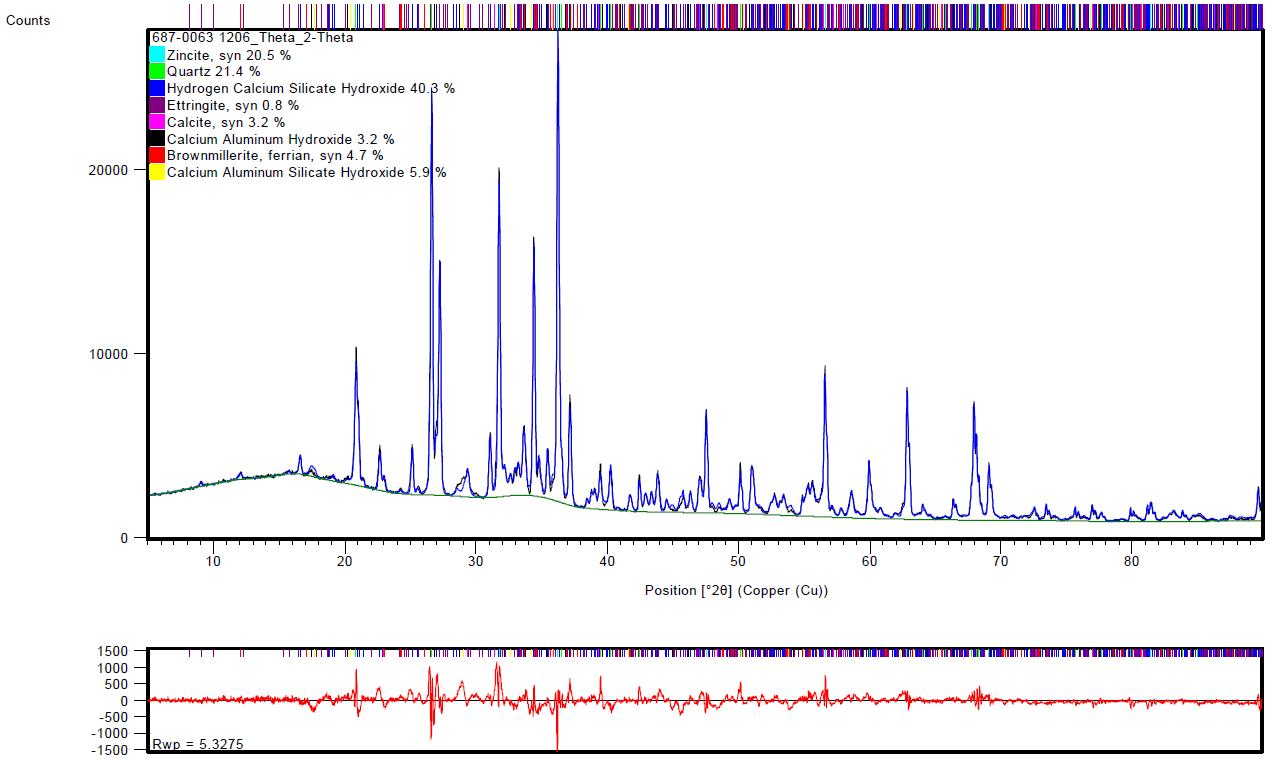 Counts
687-0063 1206_Theta_2-Theta
Zincite, syn 20.5 %
Quartz 21.4 %
Hydrogen Calcium Silicate Hydroxide 40.3 %
Ettringite, syn 0.8 %
Calcite, syn 3.2 %
Calcium Aluminum Hydroxide 3.2 %
Brownmillerite, ferrian, syn 4.7 %
Calcium Aluminum Silicate Hydroxide 5.9 %
20000
10000
0
10 20 30 40 50 60 70 80
Position [°2θ] (Copper (Cu))
1500
1000
500
0
-500
-1000
-1500
Rwp = 5.3275